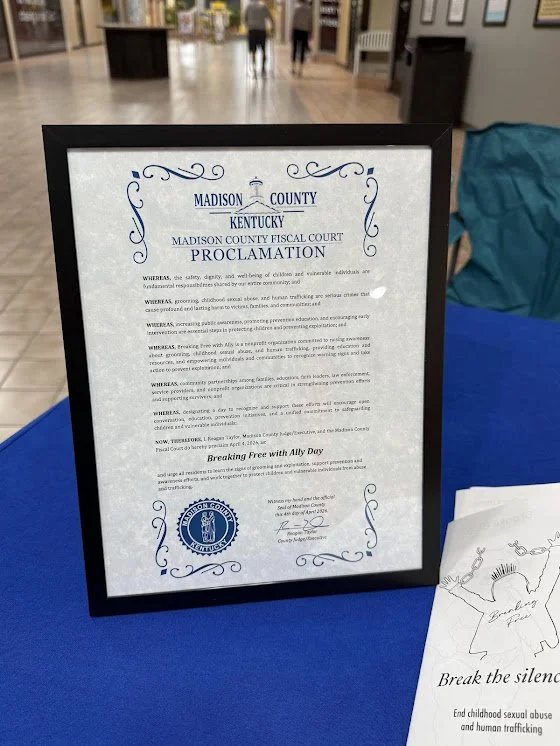 MADISON COUNTY
KENTUCKY
MADISON COUNTY FISCAL COURT
PROCLAMATION
WHEREAS, the safety, dignity, and well-being of children and vulnerable individuals are
fundamental responsibilities shared by our entire community; and
WHEREAS, grooming, childhood sexual abuse, and human trafficking are serious crimes that
cause profound and lasting harm to victims, families, and communities; and
WHEREAS, increasing public awareness, promoting prevention education, and encouraging early
intervention are essential steps in protecting children and preventing exploitation; and
WHEREAS, Breaking Free with Ally is a nonprofit organization committed to raising awareness
about grooming, childhood sexual abuse, and human trafficking, providing education and
resources, and empowering individuals and communities to recognize warning signs and take
action to prevent exploitation; and
WHEREAS, community partnerships among families, educators, faith leaders, law enforcement,
service providers, and nonprofit organizations are critical in strengthening prevention efforts
and supporting survivors; and
WHEREAS, designating a day to recognize and support these efforts will encourage open
conversation, education, prevention initiatives, and a unified commitment to safeguarding
children and vulnerable individuals;
NOW, THEREFORE, I, Reagan Taylor, Madison County Judge/Executive, and the Madison County
Fiscal Court do hereby proclaim April 4, 2026, as:
Breaking Free with Ally Day
and urge all residents to learn the signs of grooming and exploitation, support prevention and
awareness efforts, and work together to protect children and vulnerable individuals from abuse
and trafficking.
Witness my hand and the official
Seal of Madison County
this 4th day of April 2026.
Reagan Taylor
County Judge/Executive
MADISON COUNTY
KENTUCKY
Breaking
Free
Break the silenc
End childhood sexual abuse
and human trafficking